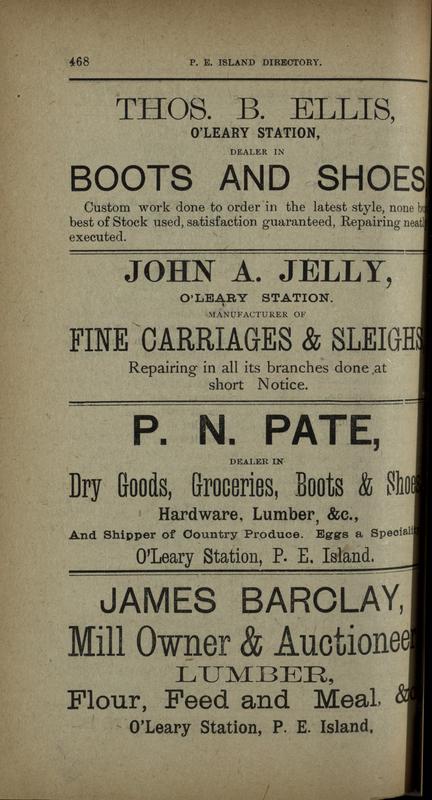 468 P. E. ISLAND DIRECTORY.
THOS. B. ELLIS,
O'LEARY STATION,
DEALER IN
BOOTS AND SHOES
Custom work done to order in the latest style, none
best of Stock used, satisfaction guaranteed, Repairing
executed.
JOHN A. JELLY,
O'LEARY STATION.
MANUFACTURER OF
FINE CARRIAGES & SLEIGHS
Repairing in all its branches done at
short Notice.
P. N. PATE,
DEALER IN
Dry Goods, Groceries, Boots & Shoe
Hardware, Lumber, &c.,
And Shipper of Country Produce. Eggs a Speciali
O'Leary Station, P. E. Island.
JAMES BARCLAY,
Mill Owner & Auctioneer
LUMBER,
Flour, Feed and Meal, &
O'Leary Station, P. E. Island.